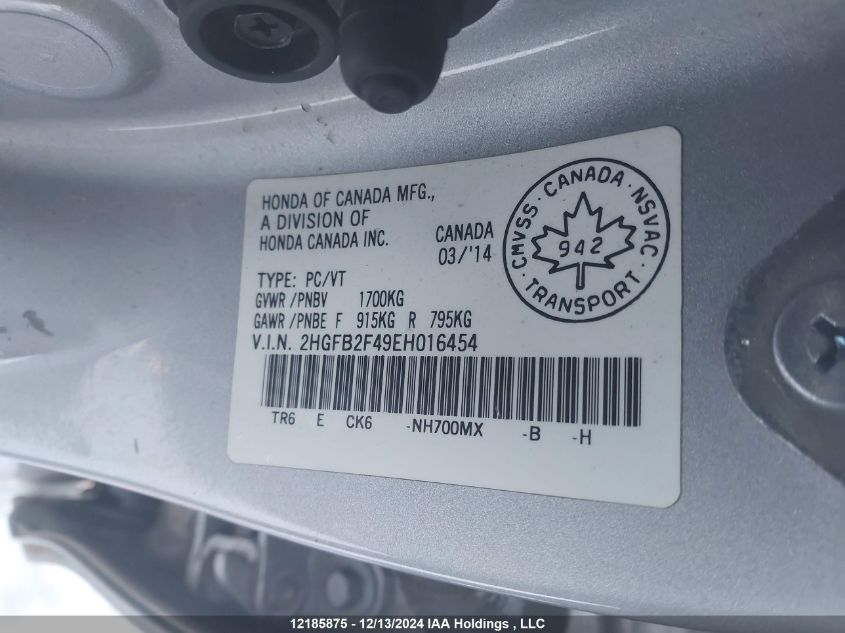 HONDA OF CANADA MFG.,
A DIVISION OF
HONDA CANADA INC.
CANADA
03/'14
CMVSS · CANADA · NSVAC
942
· TRANSPORT ·
TYPE: PC/VT
GVWR /PNBV 1700KG
GAWR /PNBE F 915KG R 795KG
V.I.N. 2HGFB2F49EH016454
TR6 E CK6 -NH700MX -B -H
12185875 - 12/13/2024 IAA Holdings , LLC